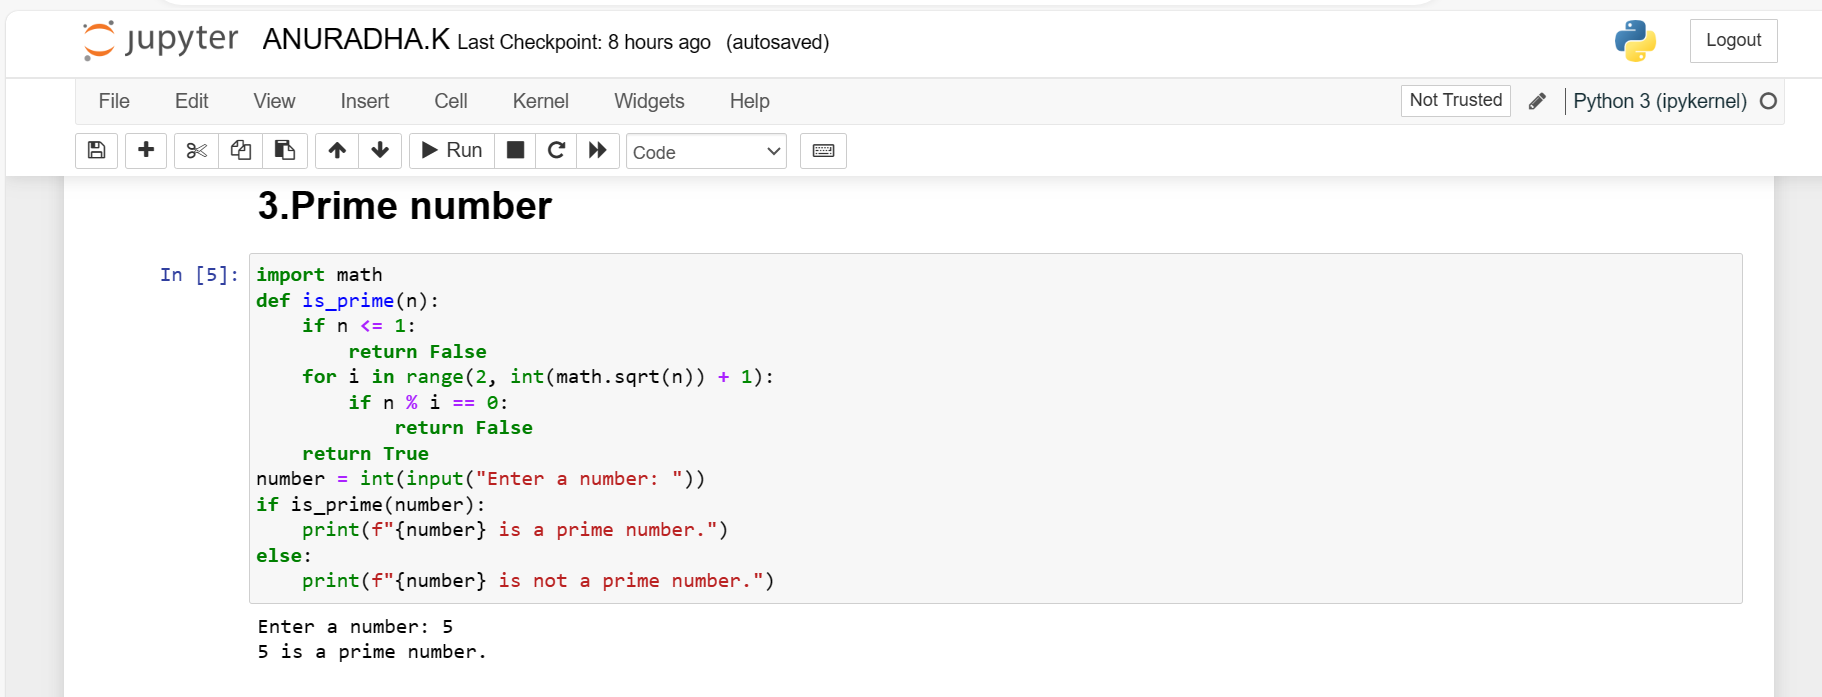 jupyter ANURADHA.K Last Checkpoint: 8 hours ago (autosaved) Logout
File Edit View Insert Cell Kernel Widgets Help Not Trusted Python 3 (ipykernel)
Run Code
3.Prime number
In [5]: import math
def is_prime(n):
    if n <= 1:
        return False
    for i in range(2, int(math.sqrt(n)) + 1):
        if n % i == 0:
            return False
    return True
number = int(input("Enter a number: "))
if is_prime(number):
    print(f"{number} is a prime number.")
else:
    print(f"{number} is not a prime number.")
Enter a number: 5
5 is a prime number.